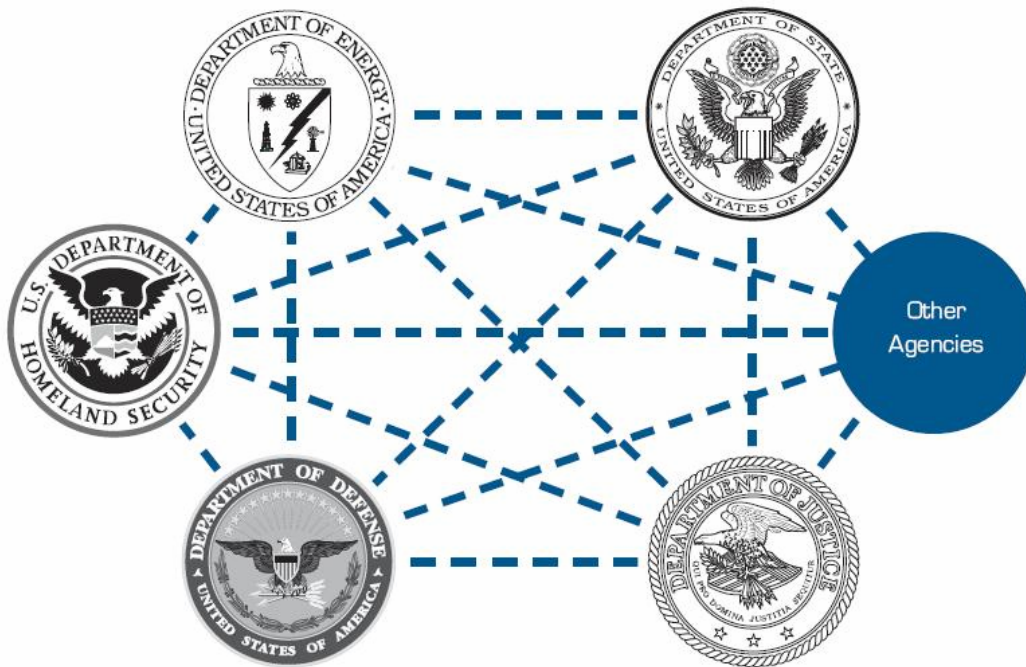 · DEPARTMENT OF ENERGY ·
UNITED STATES OF AMERICA
DEPARTMENT OF STATE
UNITED STATES OF AMERICA
U.S. DEPARTMENT OF
HOMELAND SECURITY
Other
Agencies
DEPARTMENT OF DEFENSE
UNITED STATES OF AMERICA
DEPARTMENT OF JUSTICE
QUI PRO DOMINA JUSTITIA SEQUITUR